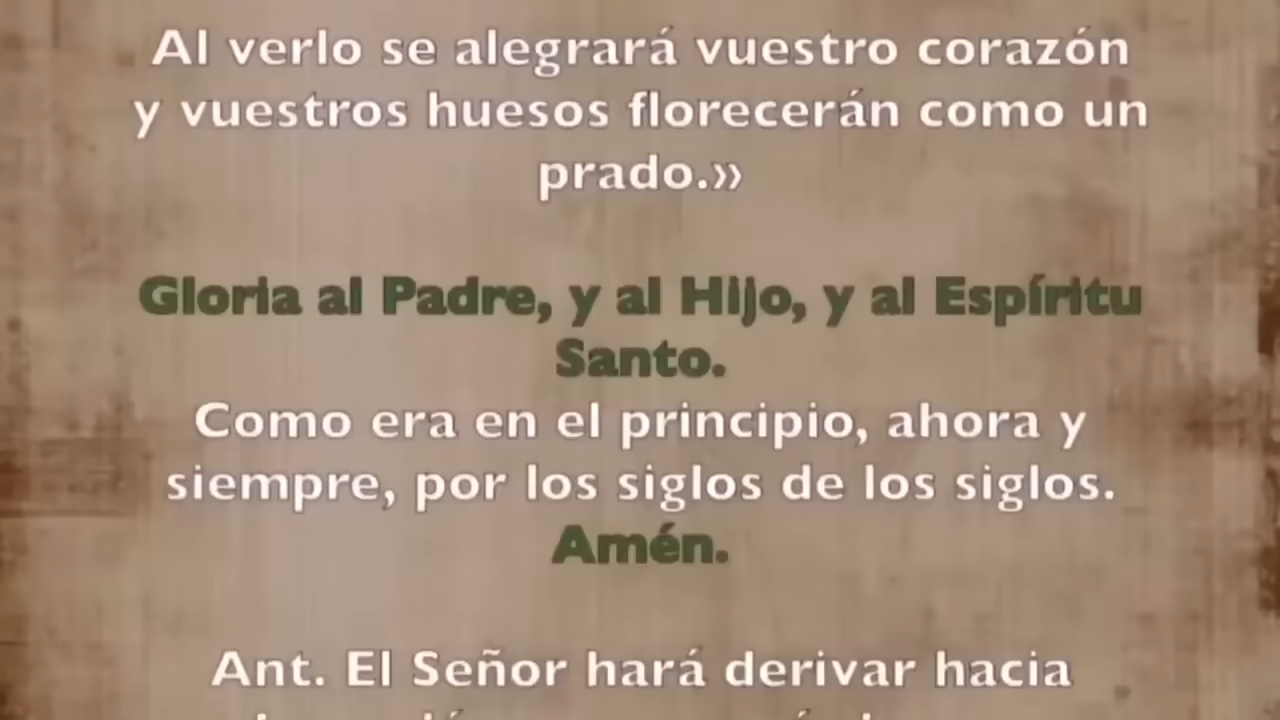 Al verlo se alegrará vuestro corazón
y vuestros huesos florecerán como un
prado.»
Gloria al Padre, y al Hijo, y al Espíritu
Santo.
Como era en el principio, ahora y
siempre, por los siglos de los siglos.
Amén.
Ant. El Señor hará derivar hacia